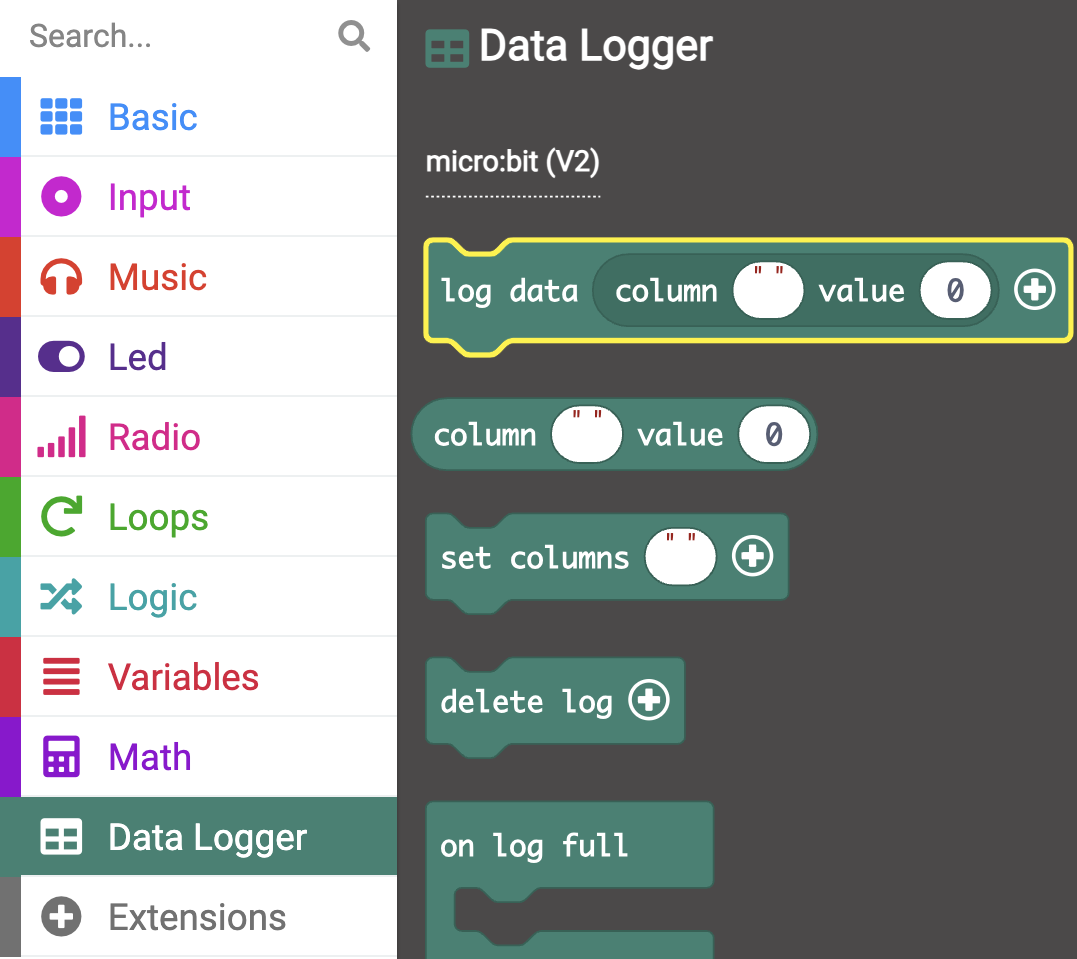 Search...
Basic
Input
Music
Led
Radio
Loops
Logic
Variables
Math
Data Logger
Extensions
Data Logger
micro:bit (V2)
log data column " " value 0
column " " value 0
set columns " "
delete log
on log full